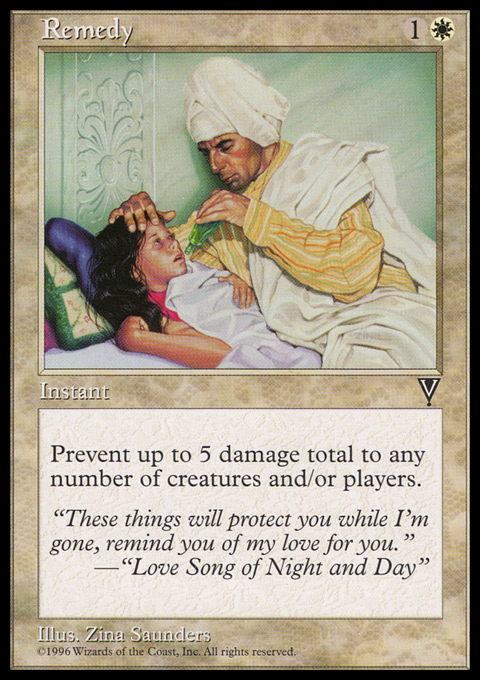 Remedy 1
Instant
Prevent up to 5 damage total to any
number of creatures and/or players.
“These things will protect you while I’m
gone, remind you of my love for you.”
—“Love Song of Night and Day”
Illus. Zina Saunders
©1996 Wizards of the Coast, Inc. All rights reserved.